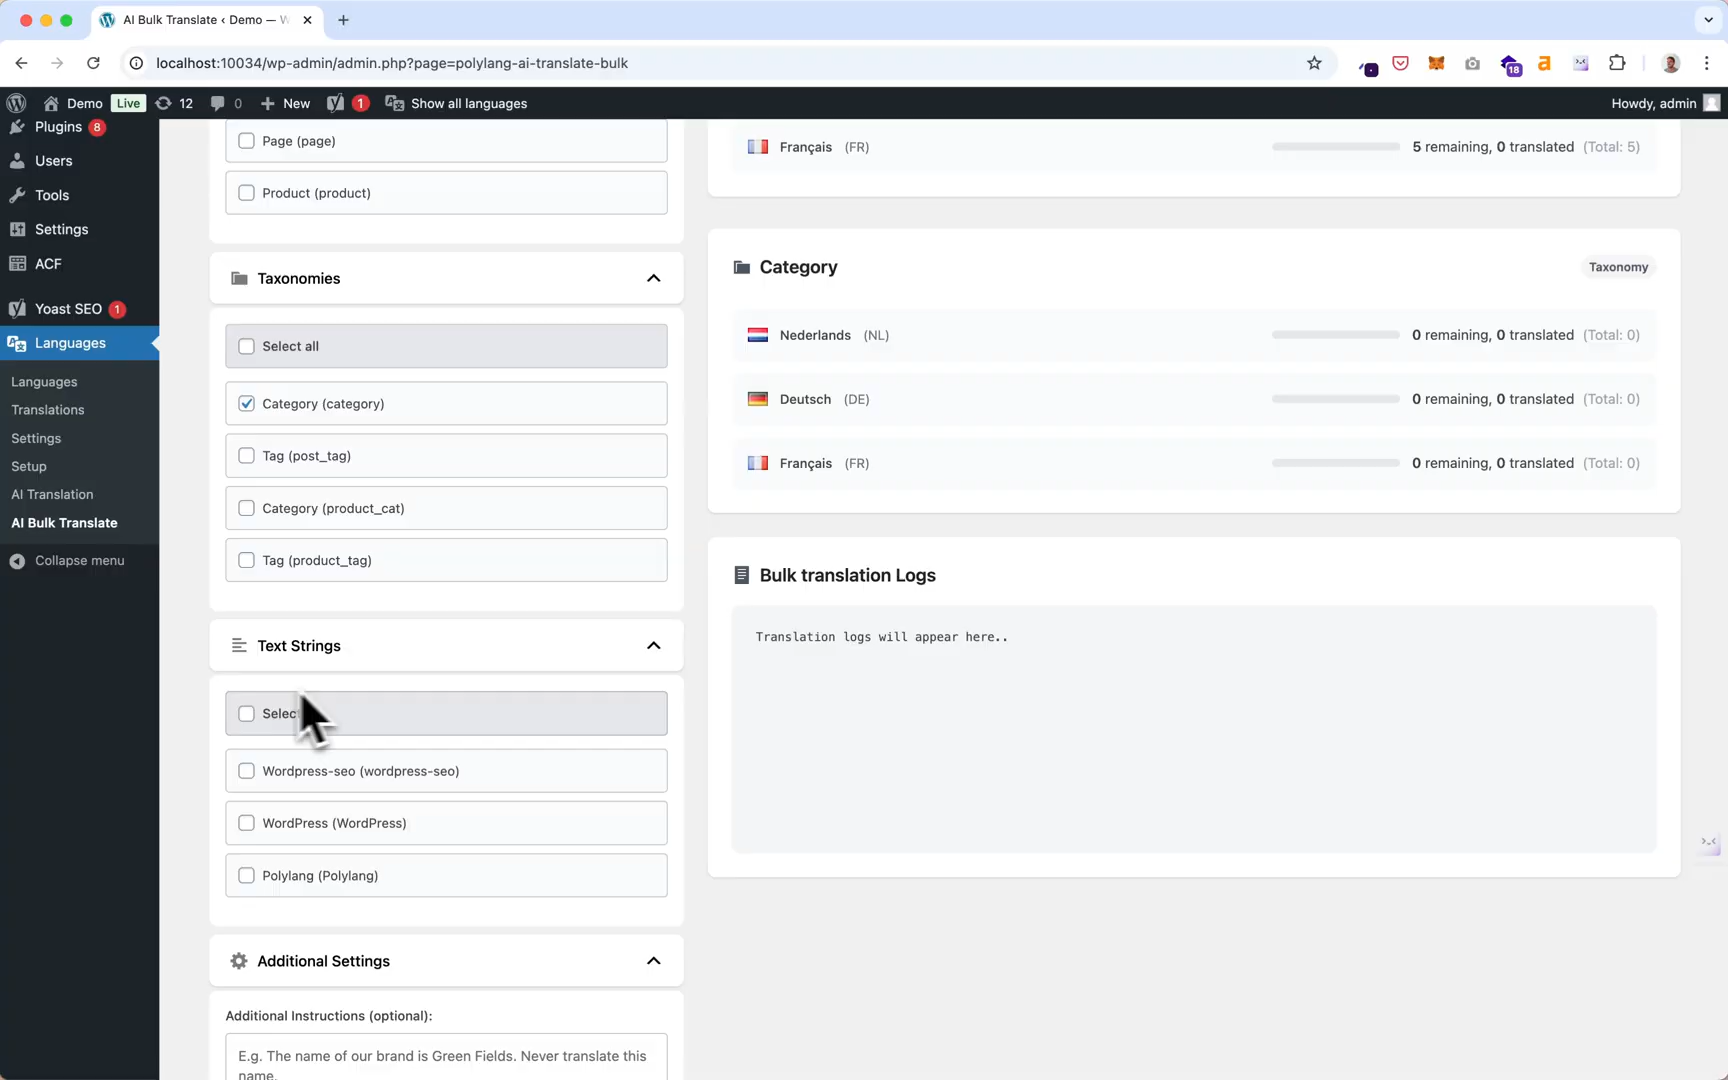 AI Bulk Translate ‹ Demo — W
localhost:10034/wp-admin/admin.php?page=polylang-ai-translate-bulk
18
Demo Live 12 0 New 1 Show all languages
Howdy, admin
Plugins 8
Users
Tools
Settings
ACF
Yoast SEO 1
Languages
Languages
Translations
Settings
Setup
AI Translation
AI Bulk Translate
Collapse menu
Page (page)
Product (product)
Taxonomies
Select all
Category (category)
Tag (post_tag)
Category (product_cat)
Tag (product_tag)
Text Strings
Select
Wordpress-seo (wordpress-seo)
WordPress (WordPress)
Polylang (Polylang)
Additional Settings
Additional Instructions (optional):
E.g. The name of our brand is Green Fields. Never translate this
name.
Français (FR) 5 remaining, 0 translated (Total: 5)
Category Taxonomy
Nederlands (NL) 0 remaining, 0 translated (Total: 0)
Deutsch (DE) 0 remaining, 0 translated (Total: 0)
Français (FR) 0 remaining, 0 translated (Total: 0)
Bulk translation Logs
Translation logs will appear here..